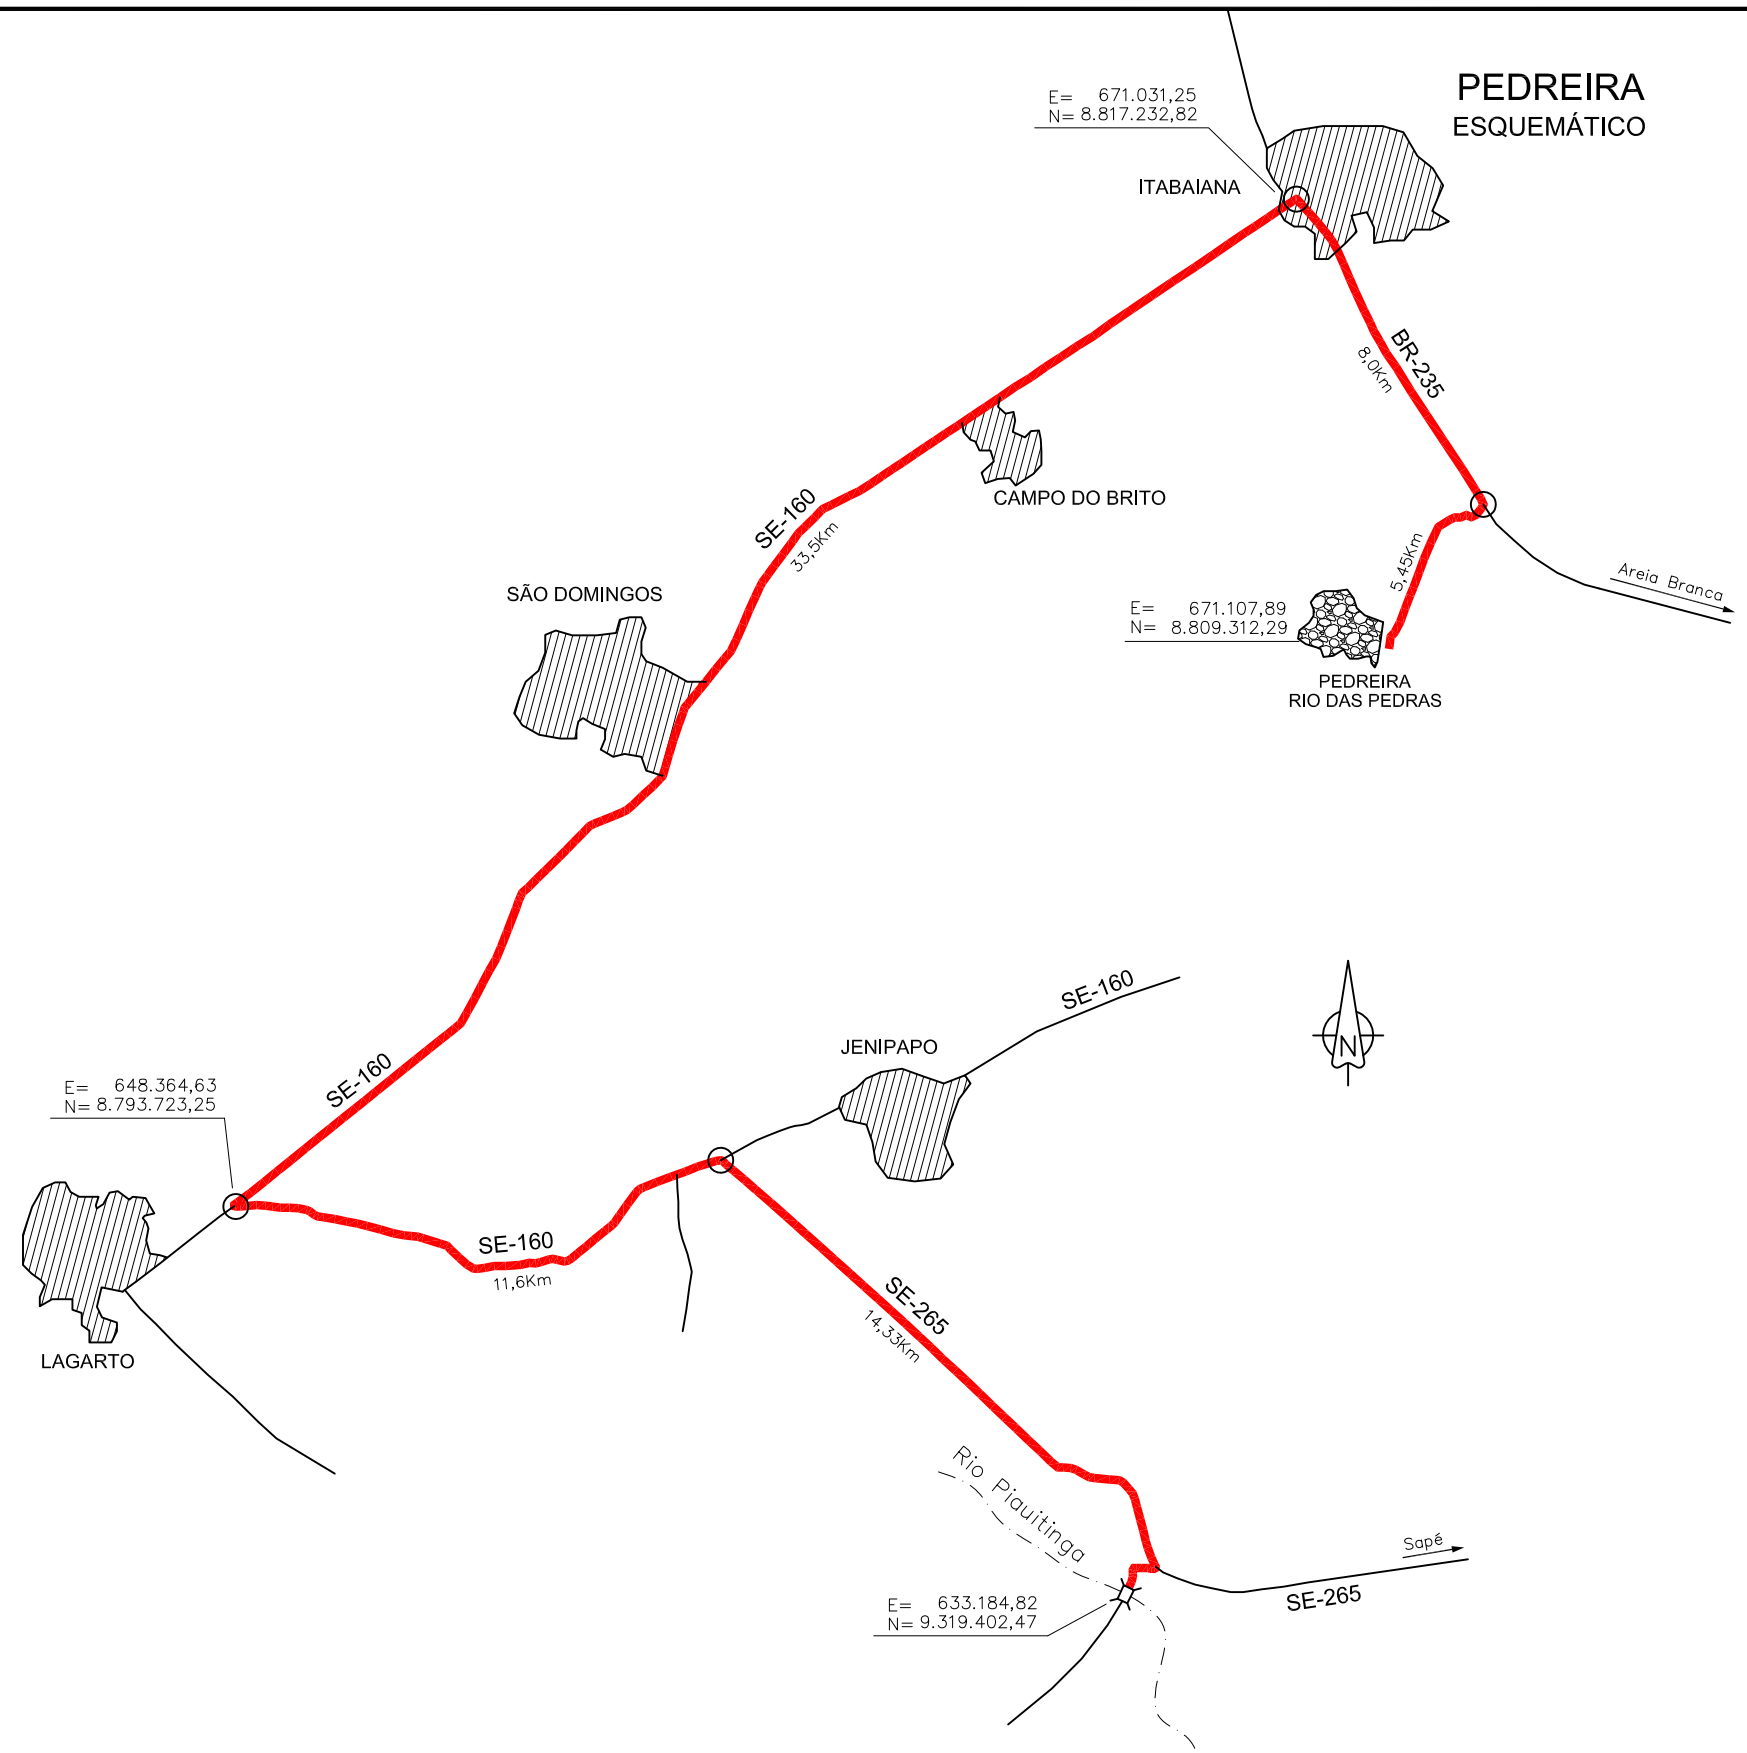 PEDREIRA
ESQUEMÁTICO
E= 671.031,25
N= 8.817.232,82
ITABAIANA
BR-235
8,0Km
CAMPO DO BRITO
SE-160
33,5Km
5,45Km
Areia Branca
SÃO DOMINGOS
E= 671.107,89
N= 8.809.312,29
PEDREIRA
RIO DAS PEDRAS
SE-160
JENIPAPO
N
SE-160
E= 648.364,63
N= 8.793.723,25
SE-160
11,6Km
SE-265
14,33Km
LAGARTO
Rio Piauitinga
Sapé
SE-265
E= 633.184,82
N= 9.319.402,47